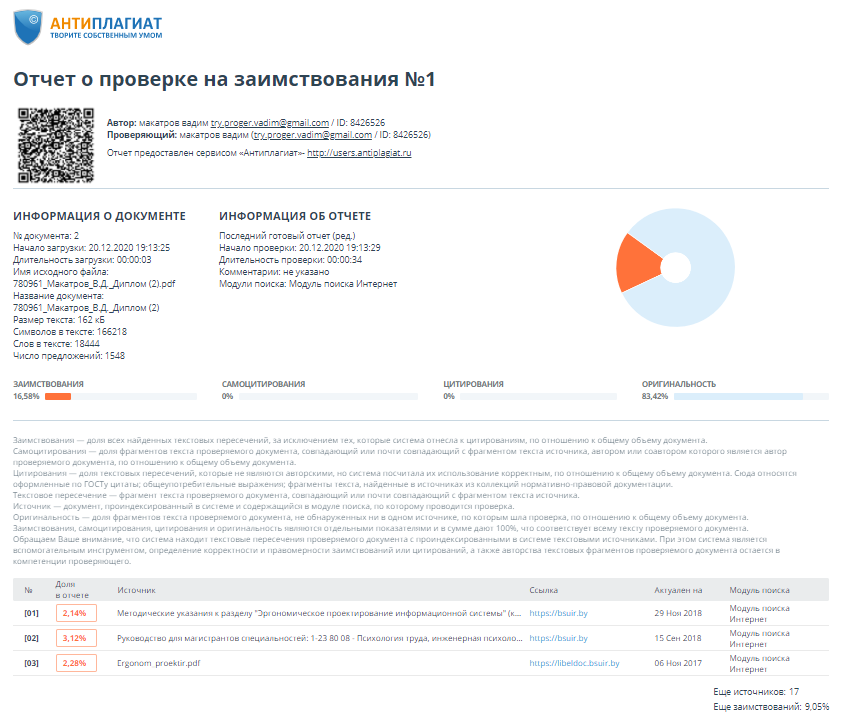 АНТИПЛАГИАТ
ТВОРИТЕ СОБСТВЕННЫМ УМОМ
Отчет о проверке на заимствования №1
Автор: макатров вадим try.proger.vadim@gmail.com / ID: 8426526
Проверяющий: макатров вадим (try.proger.vadim@gmail.com / ID: 8426526)
Отчет предоставлен сервисом «Антиплагиат»- http://users.antiplagiat.ru
ИНФОРМАЦИЯ О ДОКУМЕНТЕ
№ документа: 2
Начало загрузки: 20.12.2020 19:13:25
Длительность загрузки: 00:00:03
Имя исходного файла:
780961_Макатров_В.Д._Диплом (2).pdf
Название документа:
780961_Макатров_В.Д._Диплом (2)
Размер текста: 162 кБ
Cимволов в тексте: 166218
Слов в тексте: 18444
Число предложений: 1548
ИНФОРМАЦИЯ ОБ ОТЧЕТЕ
Последний готовый отчет (ред.)
Начало проверки: 20.12.2020 19:13:29
Длительность проверки: 00:00:34
Комментарии: не указано
Модули поиска: Модуль поиска Интернет
ЗАИМСТВОВАНИЯ
16,58%
САМОЦИТИРОВАНИЯ
0%
ЦИТИРОВАНИЯ
0%
ОРИГИНАЛЬНОСТЬ
83,42%
Заимствования — доля всех найденных текстовых пересечений, за исключением тех, которые система отнесла к цитированиям, по отношению к общему объему документа.
Самоцитирования — доля фрагментов текста проверяемого документа, совпадающий или почти совпадающий с фрагментом текста источника, автором или соавтором которого является автор
проверяемого документа, по отношению к общему объему документа.
Цитирования — доля текстовых пересечений, которые не являются авторскими, но система посчитала их использование корректным, по отношению к общему объему документа. Сюда относятся
оформленные по ГОСТу цитаты; общеупотребительные выражения; фрагменты текста, найденные в источниках из коллекций нормативно-правовой документации.
Текстовое пересечение — фрагмент текста проверяемого документа, совпадающий или почти совпадающий с фрагментом текста источника.
Источник — документ, проиндексированный в системе и содержащийся в модуле поиска, по которому проводится проверка.
Оригинальность — доля фрагментов текста проверяемого документа, не обнаруженных ни в одном источнике, по которым шла проверка, по отношению к общему объему документа.
Заимствования, самоцитирования, цитирования и оригинальность являются отдельными показателями и в сумме дают 100%, что соответствует всему тексту проверяемого документа.
Обращаем Ваше внимание, что система находит текстовые пересечения проверяемого документа с проиндексированными в системе текстовыми источниками. При этом система является
вспомогательным инструментом, определение корректности и правомерности заимствований или цитирований, а также авторства текстовых фрагментов проверяемого документа остается в
компетенции проверяющего.
№ Доля в отчете Источник Ссылка Актуален на Модуль поиска
[01] 2,14% Методические указания к разделу "Эргономическое проектирование информационной системы" (к... https://bsuir.by 29 Ноя 2018 Модуль поиска Интернет
[02] 3,12% Руководство для магистрантов специальностей: 1-23 80 08 - Психология труда, инженерная психоло... https://bsuir.by 15 Сен 2018 Модуль поиска Интернет
[03] 2,28% Ergonom_proektir.pdf https://libeldoc.bsuir.by 06 Ноя 2017 Модуль поиска Интернет
Еще источников: 17
Еще заимствований: 9,05%